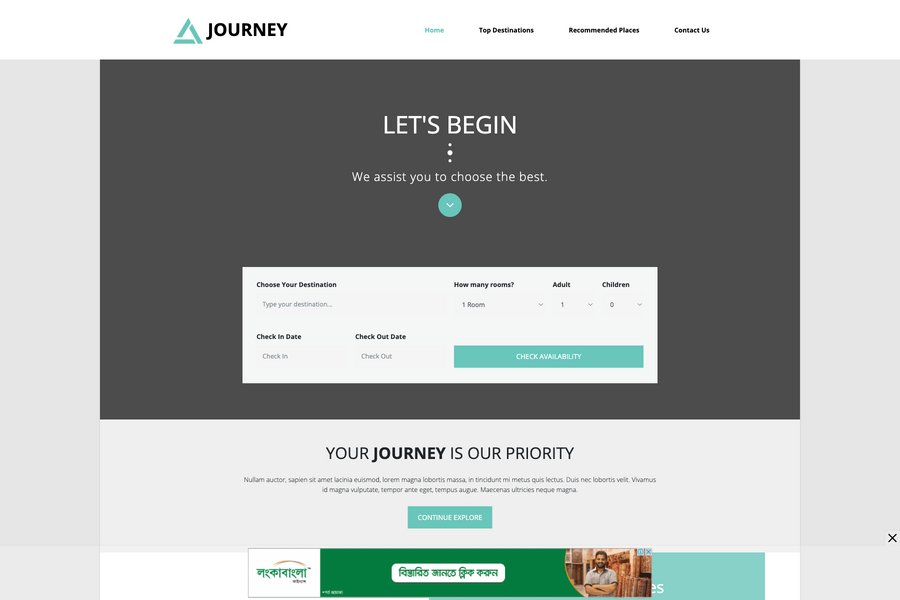 JOURNEY
Home
Top Destinations
Recommended Places
Contact Us
LET'S BEGIN
We assist you to choose the best.
Choose Your Destination
How many rooms?
Adult
Children
Type your destination...
1 Room
1
0
Check In Date
Check Out Date
Check In
Check Out
CHECK AVAILABILITY
YOUR JOURNEY IS OUR PRIORITY
Nullam auctor, sapien sit amet lacinia euismod, lorem magna lobortis massa, in tincidunt mi metus quis lectus. Duis nec lobortis velit. Vivamus
id magna vulputate, tempor ante eget, tempus augue. Maecenas ultricies neque magna.
CONTINUE EXPLORE
লংকাবাংলা
বিস্তারিত জানতে ক্লিক করুন
es